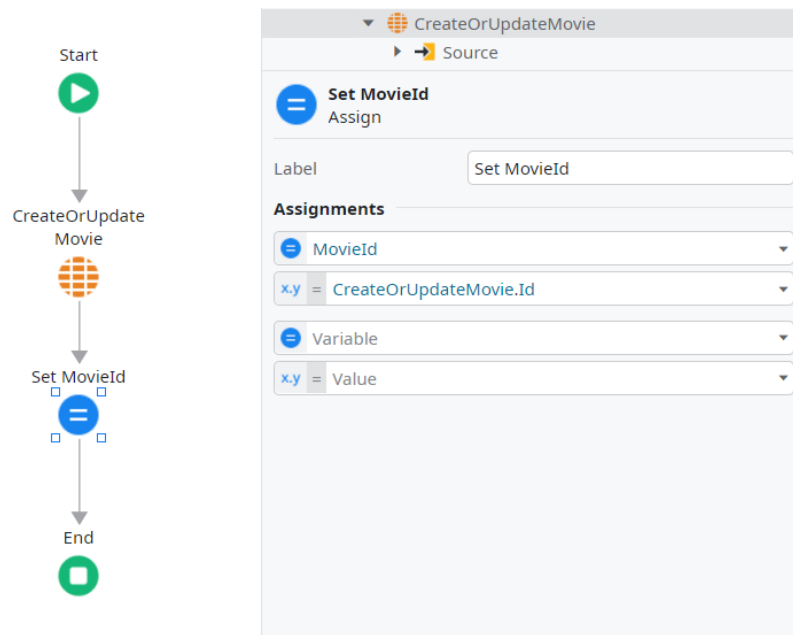 Start
CreateOrUpdate
Movie
Set MovieId
End
CreateOrUpdateMovie
Source
Set MovieId
Assign
Label
Set MovieId
Assignments
MovieId
x.y = CreateOrUpdateMovie.Id
Variable
x.y = Value